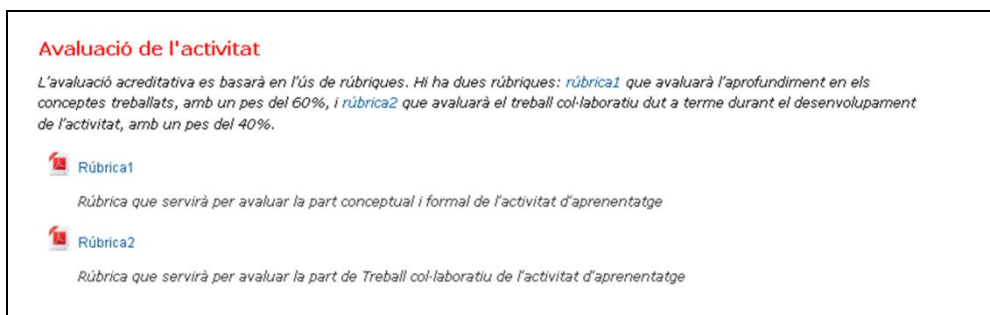 Avaluació de l'activitat
L'avaluació acreditativa es basarà en l'ús de rúbriques. Hi ha dues rúbriques: rúbrica1 que avaluarà l'aprofundiment en els
conceptes treballats, amb un pes del 60%, i rúbrica2 que avaluarà el treball col·laboratiu dut a terme durant el desenvolupament
de l'activitat, amb un pes del 40%.
Rúbrica1
Rúbrica que servirà per avaluar la part conceptual i formal de l'activitat d'aprenentatge
Rúbrica2
Rúbrica que servirà per avaluar la part de Treball col·laboratiu de l'activitat d'aprenentatge